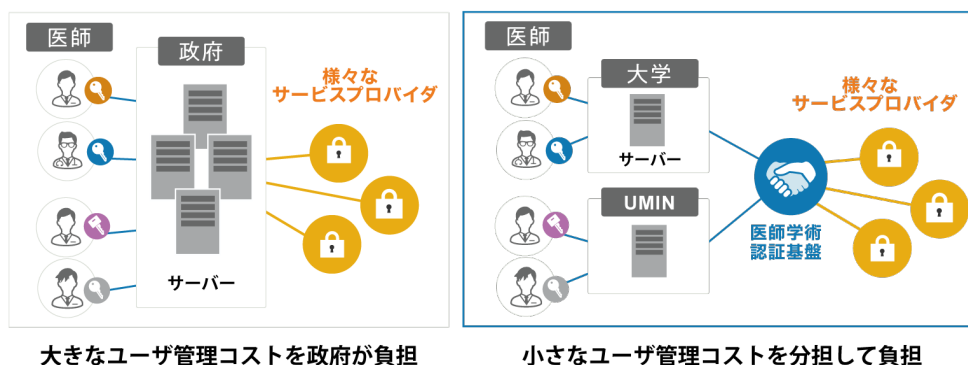 医師
政府
様々な
サービスプロバイダ
サーバー
大きなユーザ管理コストを政府が負担
医師
大学
サーバー
UMIN
様々な
サービスプロバイダ
医師学術
認証基盤
小さなユーザ管理コストを分担して負担